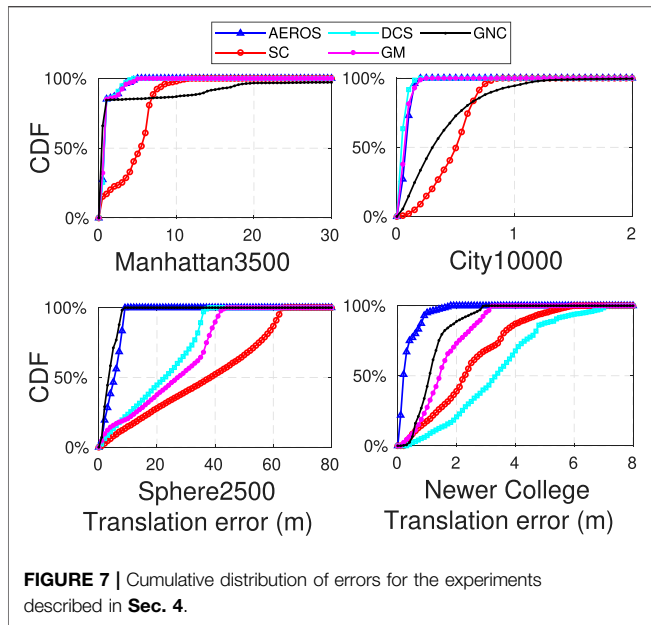 AEROS DCS GNC
SC GM
100% 100%
CDF 50% 50%
0% 0%
0 10 20 30 0 1 2
Manhattan3500 City10000
100% 100%
CDF 50% 50%
0% 0%
0 20 40 60 80 0 2 4 6 8
Sphere2500 Newer College
Translation error (m) Translation error (m)
FIGURE 7 | Cumulative distribution of errors for the experiments
described in Sec. 4.